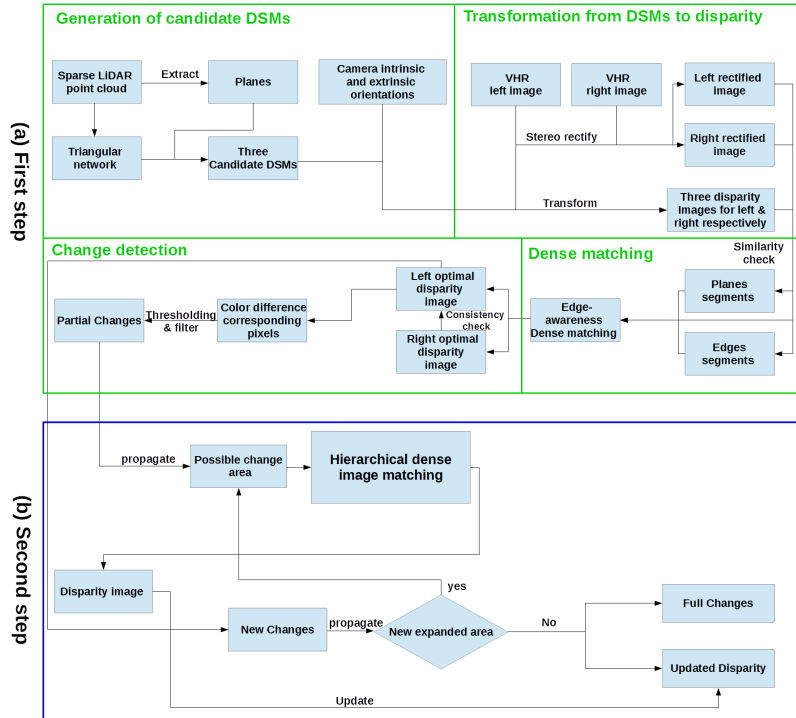 (a) First step
Generation of candidate DSMs
Sparse LiDAR
point cloud
Extract
Planes
Camera intrinsic
and extrinsic
orientations
Triangular
network
Three
Candidate DSMs
Transformation from DSMs to disparity
VHR
left image
VHR
right image
Left rectified
image
Stereo rectify
Right rectified
image
Transform
Three disparity
Images for left &
right respectively
Change detection
Partial Changes
Thresholding
& filter
Color difference
corresponding
pixels
Left optimal
disparity
image
Consistency
check
Right optimal
disparity
image
Dense matching
Similarity
check
Planes
segments
Edge-
awareness
Dense matching
Edges
segments
(b) Second step
propagate
Possible change
area
Hierarchical dense
image matching
Disparity image
yes
New Changes
propagate
New expanded area
No
Full Changes
Updated Disparity
Update